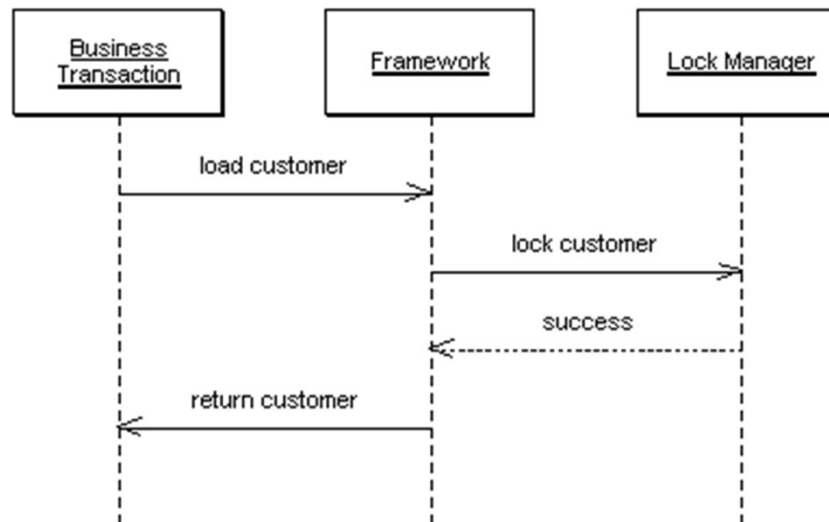 Business
Transaction
Framework
Lock Manager
load customer
lock customer
success
return customer